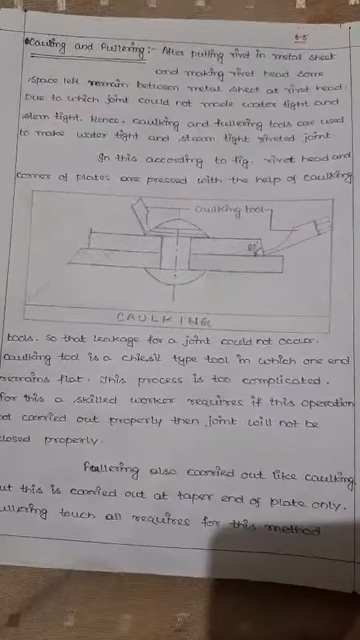 65
Caulking and Fullering:- After putting rivet in metal sheet
and making rivet head some
space left remain between metal sheet at rivet head.
Due to which joint could not made water tight and
stem tight. Hence, caulking and fullering tools are used
to make water tight and steam tight riveted joint
In this according to fig, rivet head and
corner of plates are pressed with the help of caulking
caulking tool
80°
CAULKING
tools. so that leakage for a joint could not occur.
caulking tool is a chiesil type tool in which one end
remains flat. This process is too complicated.
for this a skilled worker requires if this operation
not carried out properly then joint will not be
closed properly.
Fullering also carried out like caulking
but this is carried out at taper end of plate only.
ullering touch all requires for this method